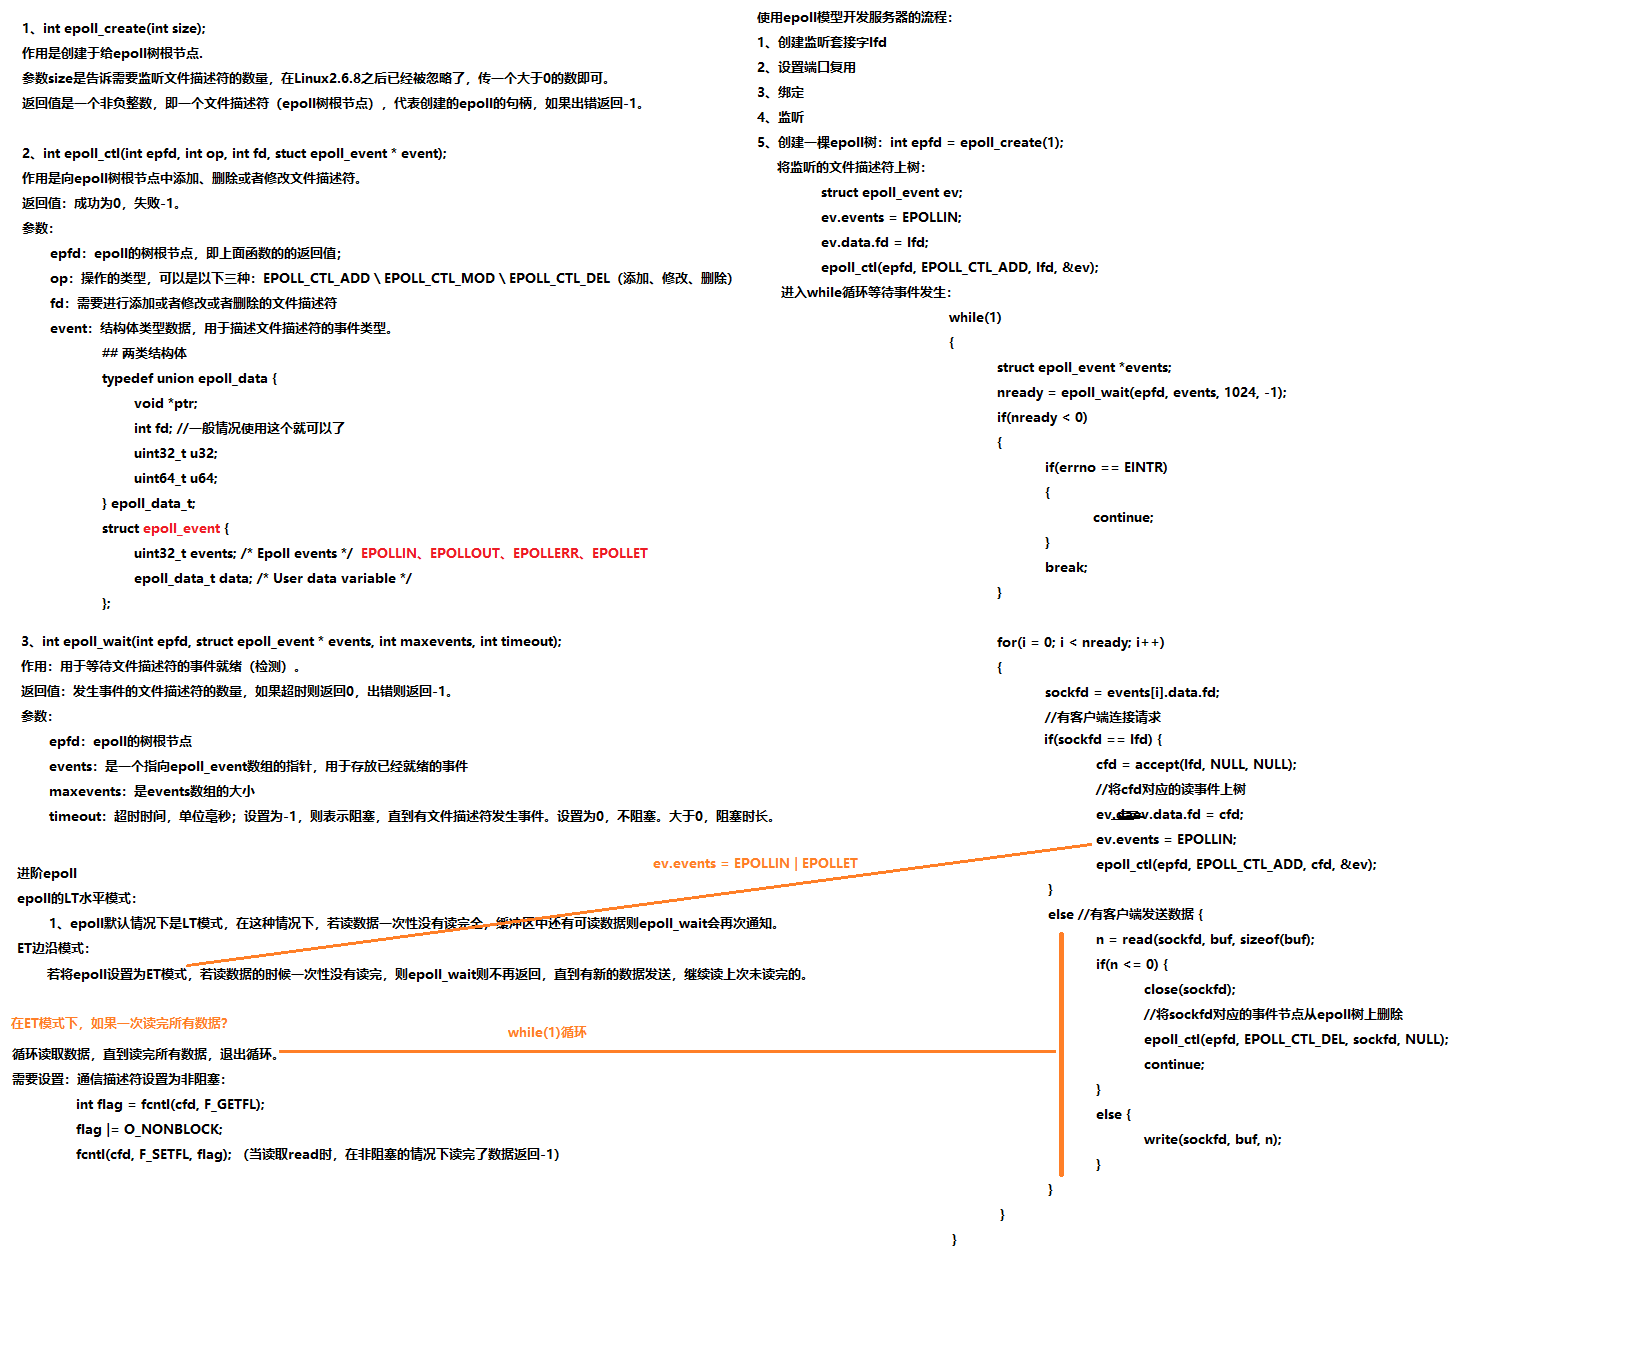 1、int epoll_create(int size);
作用是创建于给epoll树根节点.
参数size是告诉需要监听文件描述符的数量，在Linux2.6.8之后已经被忽略了，传一个大于0的数即可。
返回值是一个非负整数，即一个文件描述符（epoll树根节点），代表创建的epoll的句柄，如果出错返回-1。
2、int epoll_ctl(int epfd, int op, int fd, stuct epoll_event * event);
作用是向epoll树根节点中添加、删除或者修改文件描述符。
返回值：成功为0，失败-1。
参数：
epfd：epoll的树根节点，即上面函数的的返回值；
op：操作的类型，可以是以下三种：EPOLL_CTL_ADD \ EPOLL_CTL_MOD \ EPOLL_CTL_DEL（添加、修改、删除）
fd：需要进行添加或者修改或者删除的文件描述符
event：结构体类型数据，用于描述文件描述符的事件类型。
## 两类结构体
typedef union epoll_data {
void *ptr;
int fd; //一般情况使用这个就可以了
uint32_t u32;
uint64_t u64;
} epoll_data_t;
struct epoll_event {
uint32_t events; /* Epoll events */ EPOLLIN、EPOLLOUT、EPOLLERR、EPOLLET
epoll_data_t data; /* User data variable */
};
3、int epoll_wait(int epfd, struct epoll_event * events, int maxevents, int timeout);
作用：用于等待文件描述符的事件就绪（检测）。
返回值：发生事件的文件描述符的数量，如果超时则返回0，出错则返回-1。
参数：
epfd：epoll的树根节点
events：是一个指向epoll_event数组的指针，用于存放已经就绪的事件
maxevents：是events数组的大小
timeout：超时时间，单位毫秒；设置为-1，则表示阻塞，直到有文件描述符发生事件。设置为0，不阻塞。大于0，阻塞时长。
进阶epoll
epoll的LT水平模式：
1、epoll默认情况下是LT模式，在这种情况下，若读数据一次性没有读完全，缓冲区中还有可读数据则epoll_wait会再次通知。
ET边沿模式：
若将epoll设置为ET模式，若读数据的时候一次性没有读完，则epoll_wait则不再返回，直到有新的数据发送，继续读上次未读完的。
在ET模式下，如果一次读完所有数据？
循环读取数据，直到读完所有数据，退出循环。
需要设置：通信描述符设置为非阻塞：
int flag = fcntl(cfd, F_GETFL);
flag |= O_NONBLOCK;
fcntl(cfd, F_SETFL, flag); （当读取read时，在非阻塞的情况下读完了数据返回-1）
ev.events = EPOLLIN | EPOLLET
while(1)循环
使用epoll模型开发服务器的流程：
1、创建监听套接字lfd
2、设置端口复用
3、绑定
4、监听
5、创建一棵epoll树：int epfd = epoll_create(1);
将监听的文件描述符上树：
struct epoll_event ev;
ev.events = EPOLLIN;
ev.data.fd = lfd;
epoll_ctl(epfd, EPOLL_CTL_ADD, lfd, &ev);
进入while循环等待事件发生：
while(1)
{
struct epoll_event *events;
nready = epoll_wait(epfd, events, 1024, -1);
if(nready < 0)
{
if(errno == EINTR)
{
continue;
}
break;
}
for(i = 0; i < nready; i++)
{
sockfd = events[i].data.fd;
//有客户端连接请求
if(sockfd == lfd) {
cfd = accept(lfd, NULL, NULL);
//将cfd对应的读事件上树
ev.v.data.fd = cfd;
ev.events = EPOLLIN;
epoll_ctl(epfd, EPOLL_CTL_ADD, cfd, &ev);
}
else //有客户端发送数据 {
n = read(sockfd, buf, sizeof(buf);
if(n <= 0) {
close(sockfd);
//将sockfd对应的事件节点从epoll树上删除
epoll_ctl(epfd, EPOLL_CTL_DEL, sockfd, NULL);
continue;
}
else {
write(sockfd, buf, n);
}
}
}
}